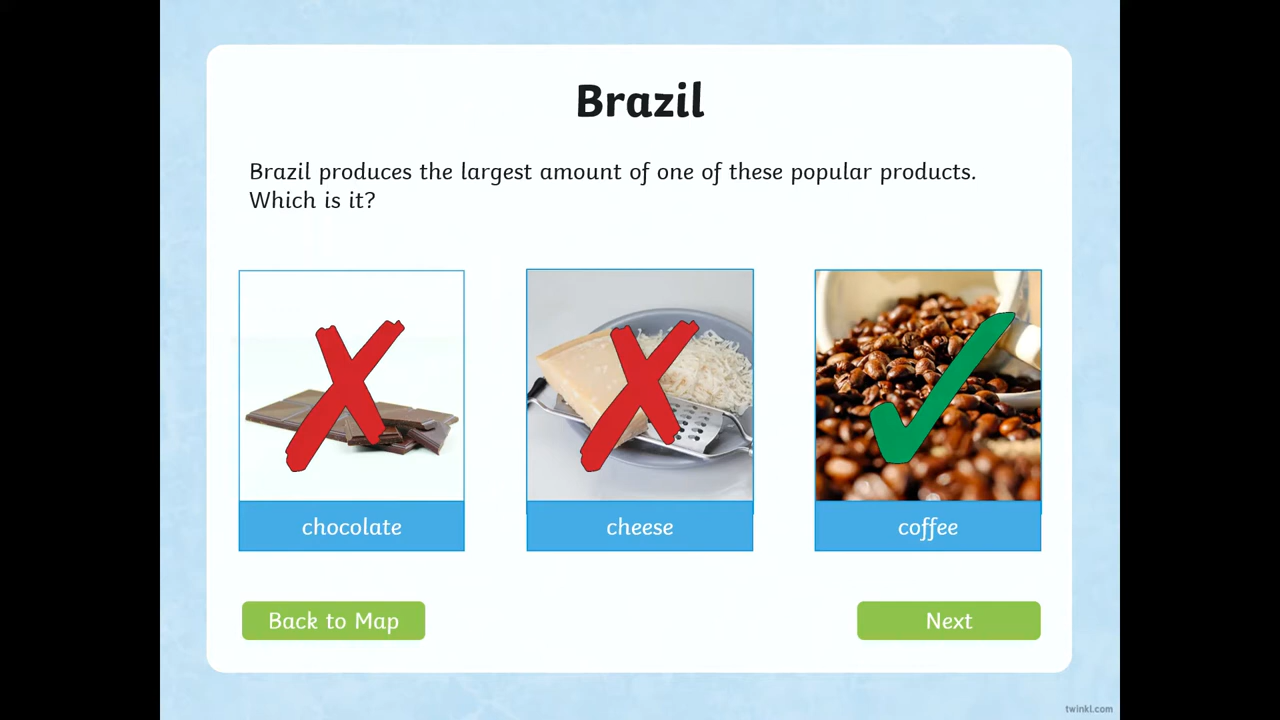 Brazil
Brazil produces the largest amount of one of these popular products.
Which is it?
chocolate
cheese
coffee
Back to Map
Next
twinkl.com